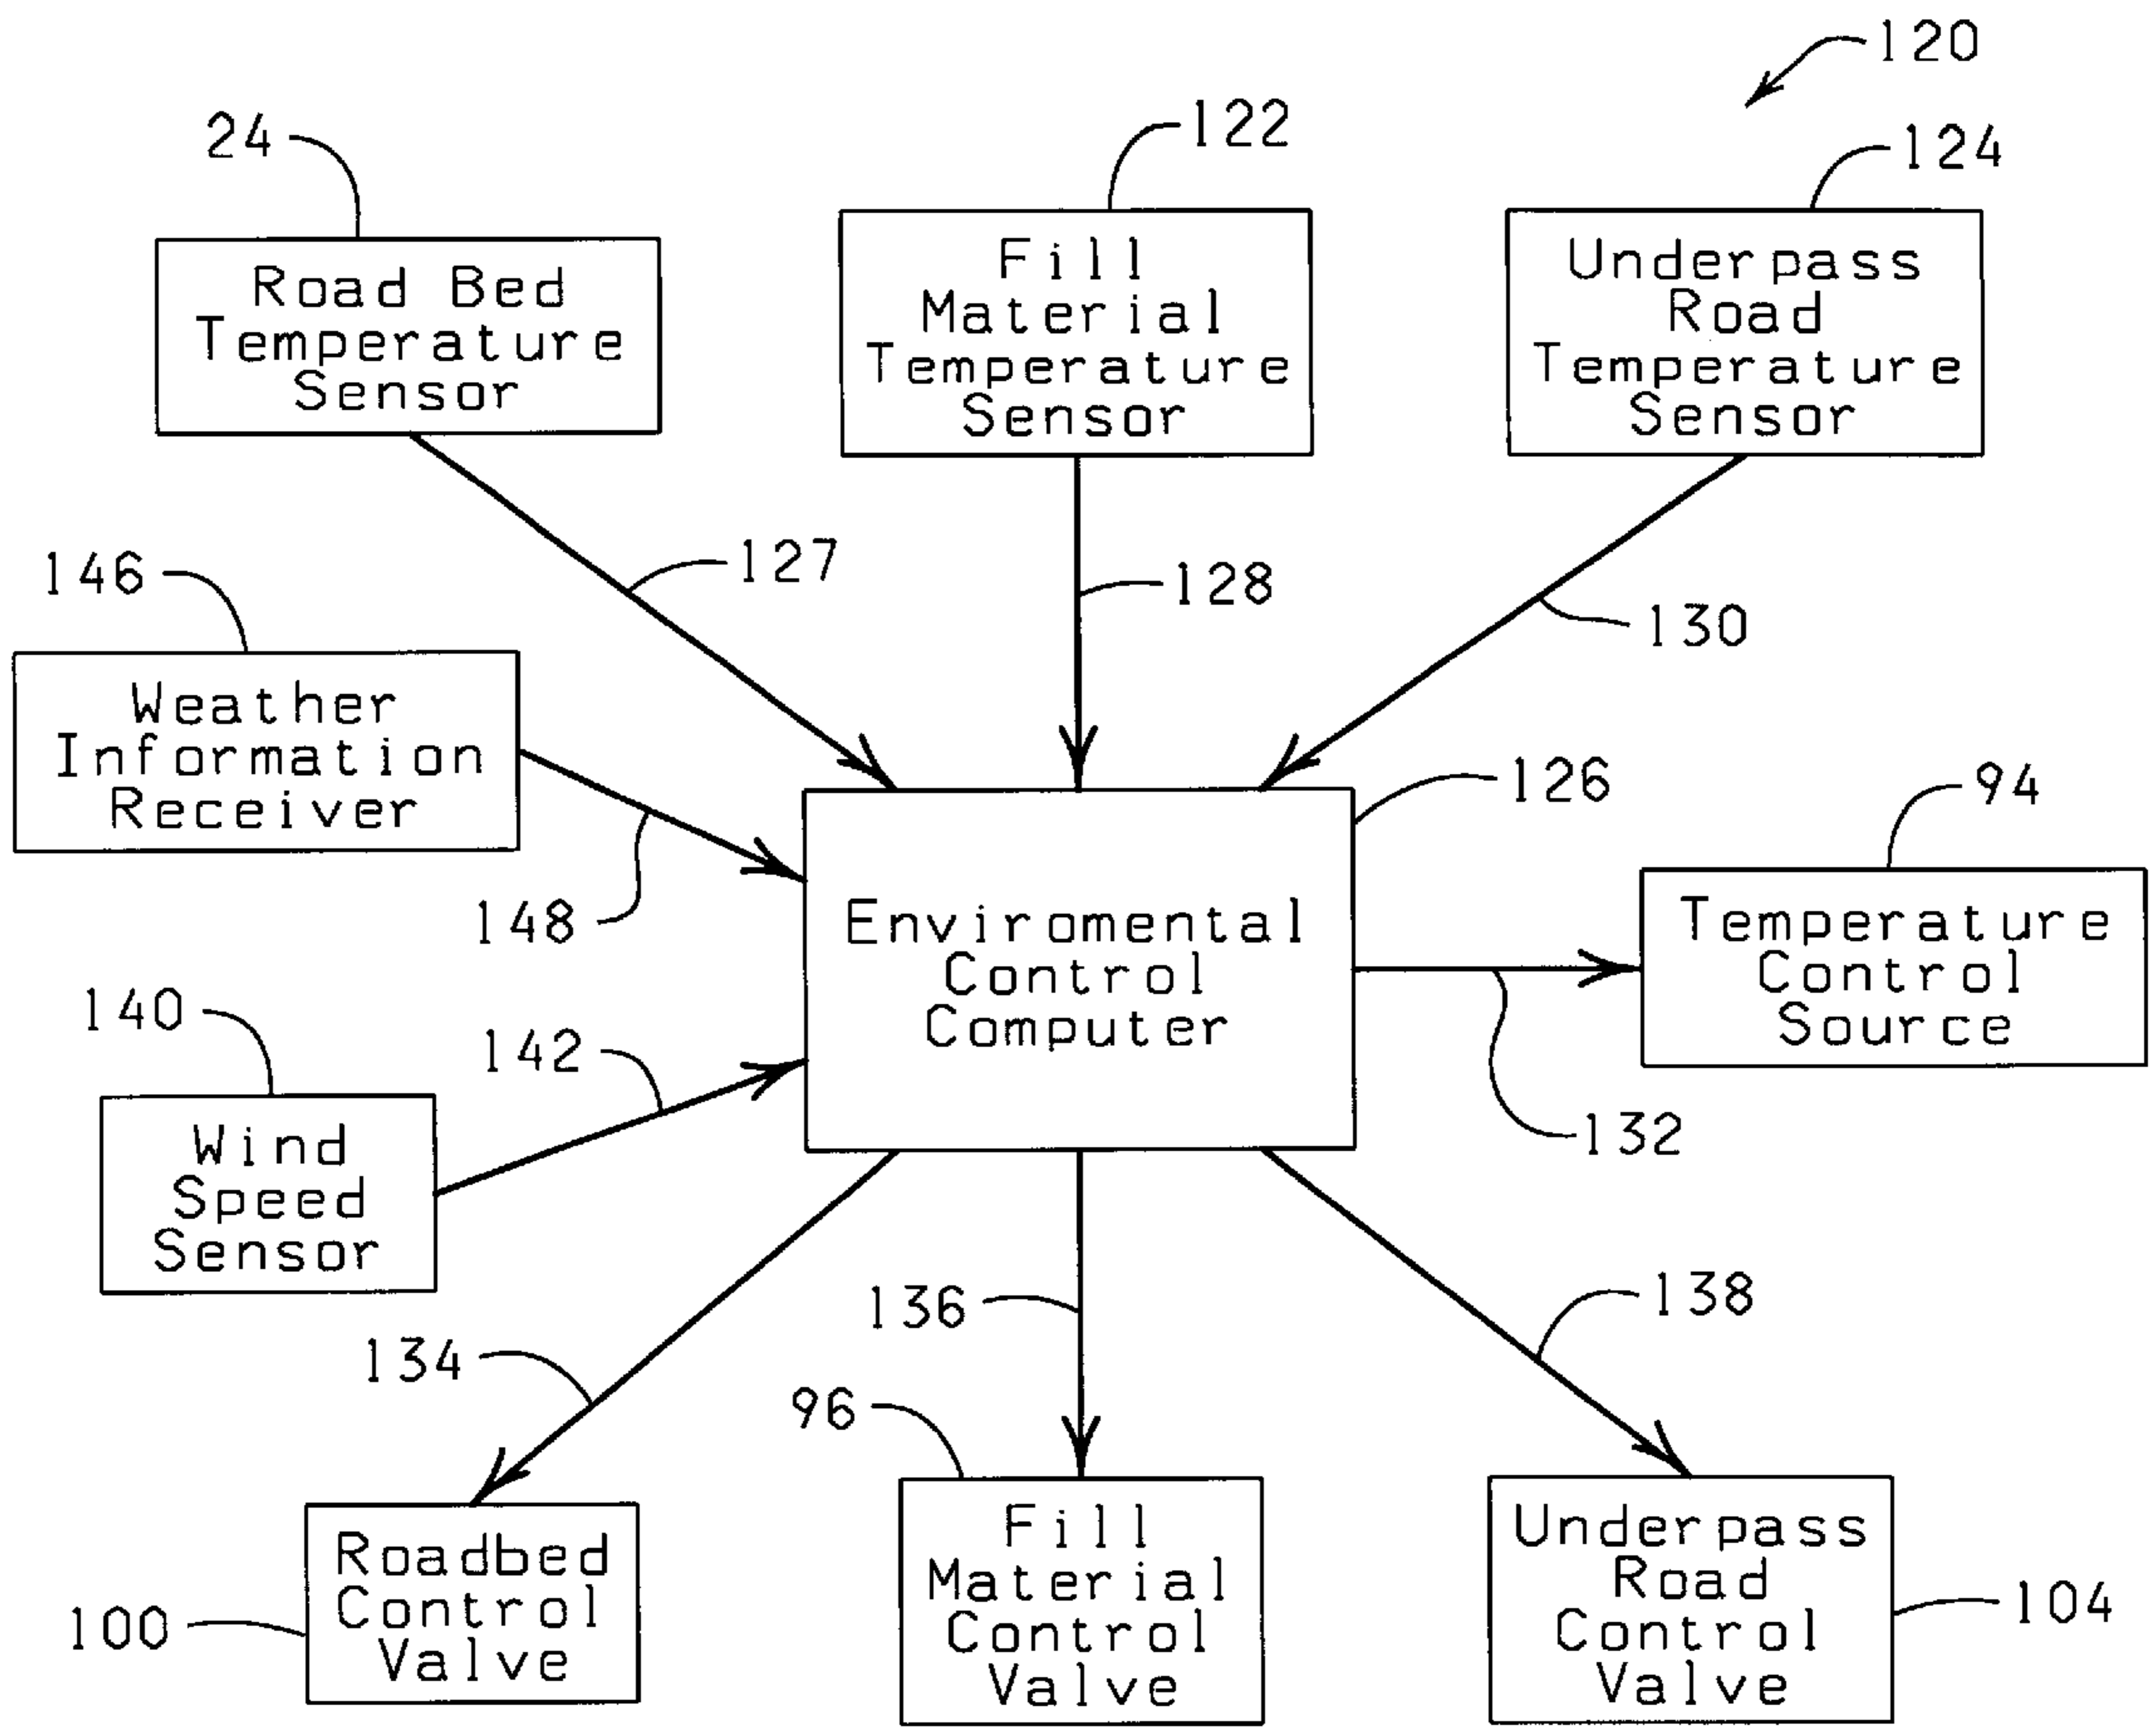 120
24
122
124
Road Bed
Temperature
Sensor
Fill
Material
Temperature
Sensor
Underpass
Road
Temperature
Sensor
127
128
130
146
Weather
Information
Receiver
148
126
94
Enviromental
Control
Computer
Temperature
Control
Source
132
140
142
Wind
Speed
Sensor
134
136
138
96
100
Roadbed
Control
Valve
Fill
Material
Control
Valve
Underpass
Road
Control
Valve
104